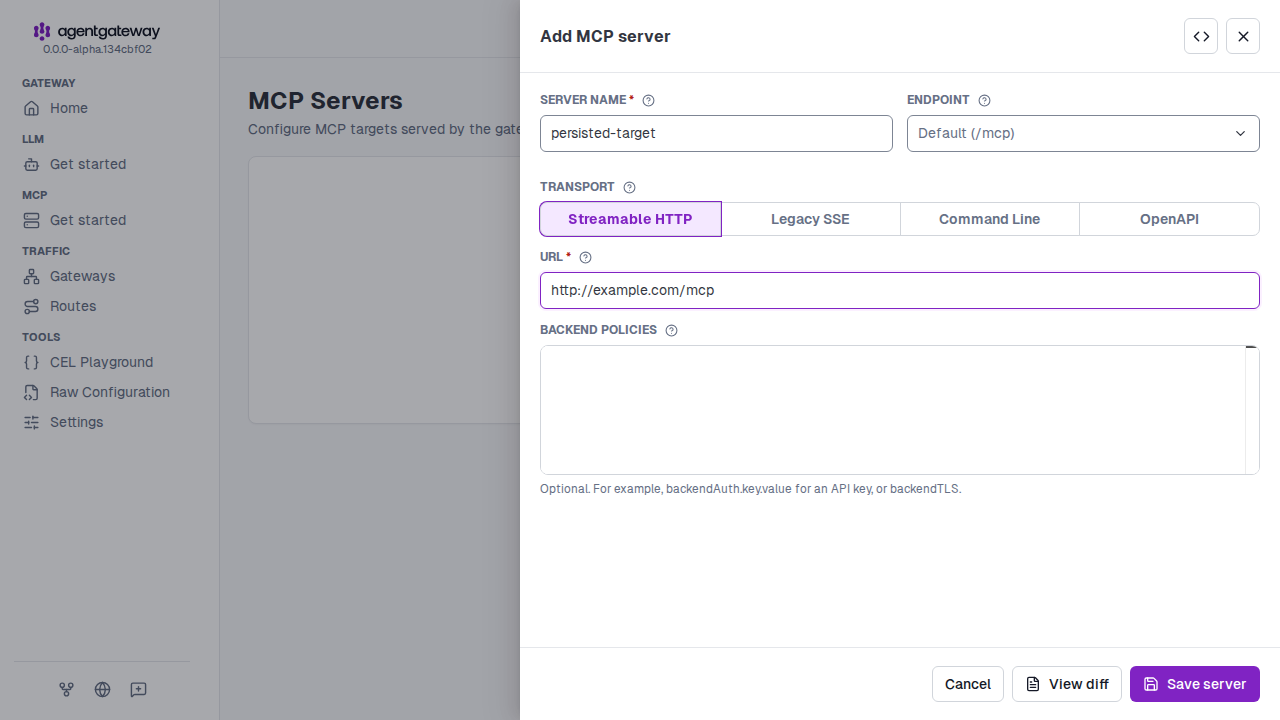 agentgateway
0.0.0-alpha.134cbf02
GATEWAY
Home
LLM
Get started
MCP
Get started
TRAFFIC
Gateways
Routes
TOOLS
CEL Playground
Raw Configuration
Settings
MCP Servers
Configure MCP targets served by the gate
Add MCP server
SERVER NAME *
ENDPOINT
persisted-target
Default (/mcp)
TRANSPORT
Streamable HTTP
Legacy SSE
Command Line
OpenAPI
URL *
http://example.com/mcp
BACKEND POLICIES
Optional. For example, backendAuth.key.value for an API key, or backendTLS.
Cancel
View diff
Save server